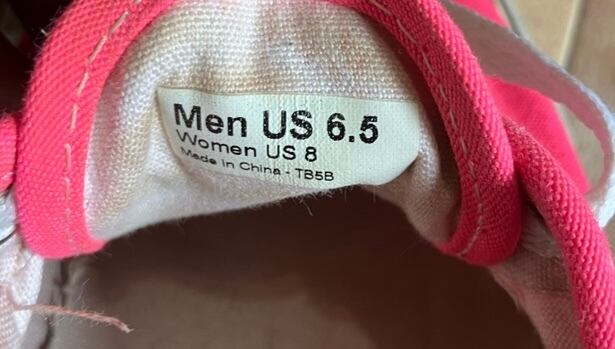 Men US 6.5
Women US 8
Made in China - TB5B